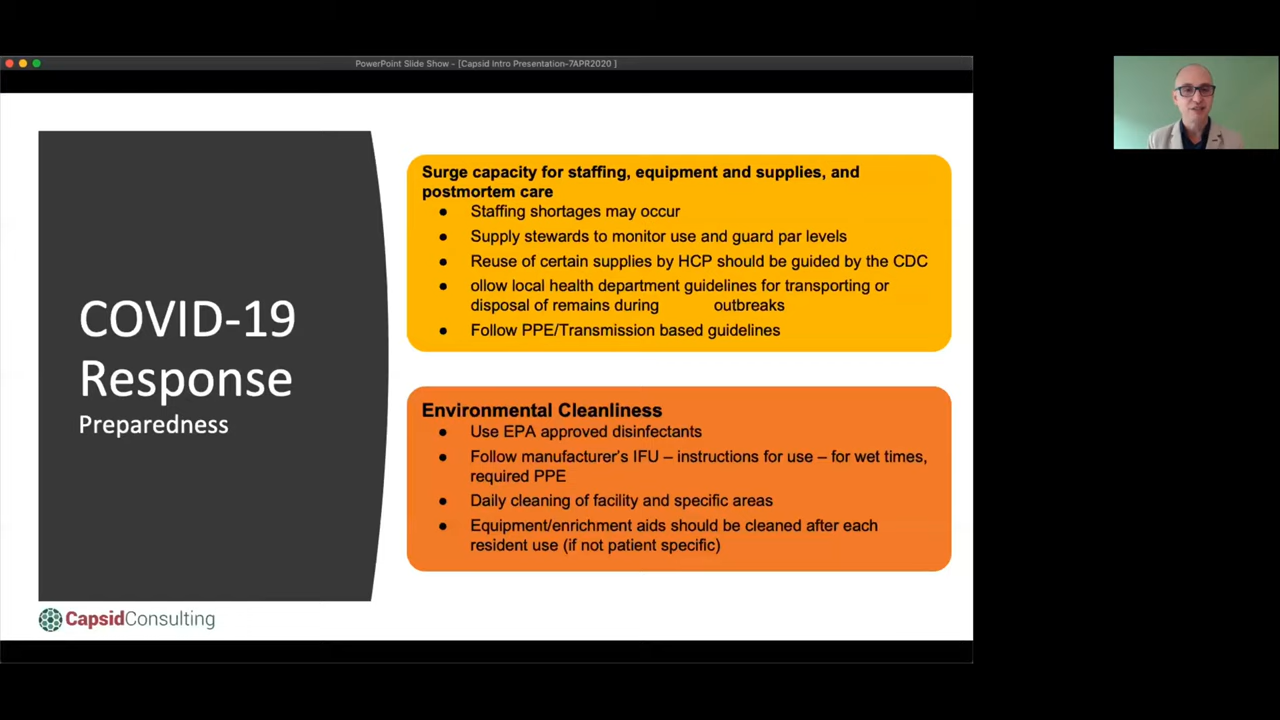 PowerPoint Slide Show - [Capsid Intro Presentation-7APR2020 ]
COVID-19
Response
Preparedness
Surge capacity for staffing, equipment and supplies, and
postmortem care
● Staffing shortages may occur
● Supply stewards to monitor use and guard par levels
● Reuse of certain supplies by HCP should be guided by the CDC
● ollow local health department guidelines for transporting or
disposal of remains during outbreaks
● Follow PPE/Transmission based guidelines
Environmental Cleanliness
● Use EPA approved disinfectants
● Follow manufacturer’s IFU – instructions for use – for wet times,
required PPE
● Daily cleaning of facility and specific areas
● Equipment/enrichment aids should be cleaned after each
resident use (if not patient specific)
CapsidConsulting